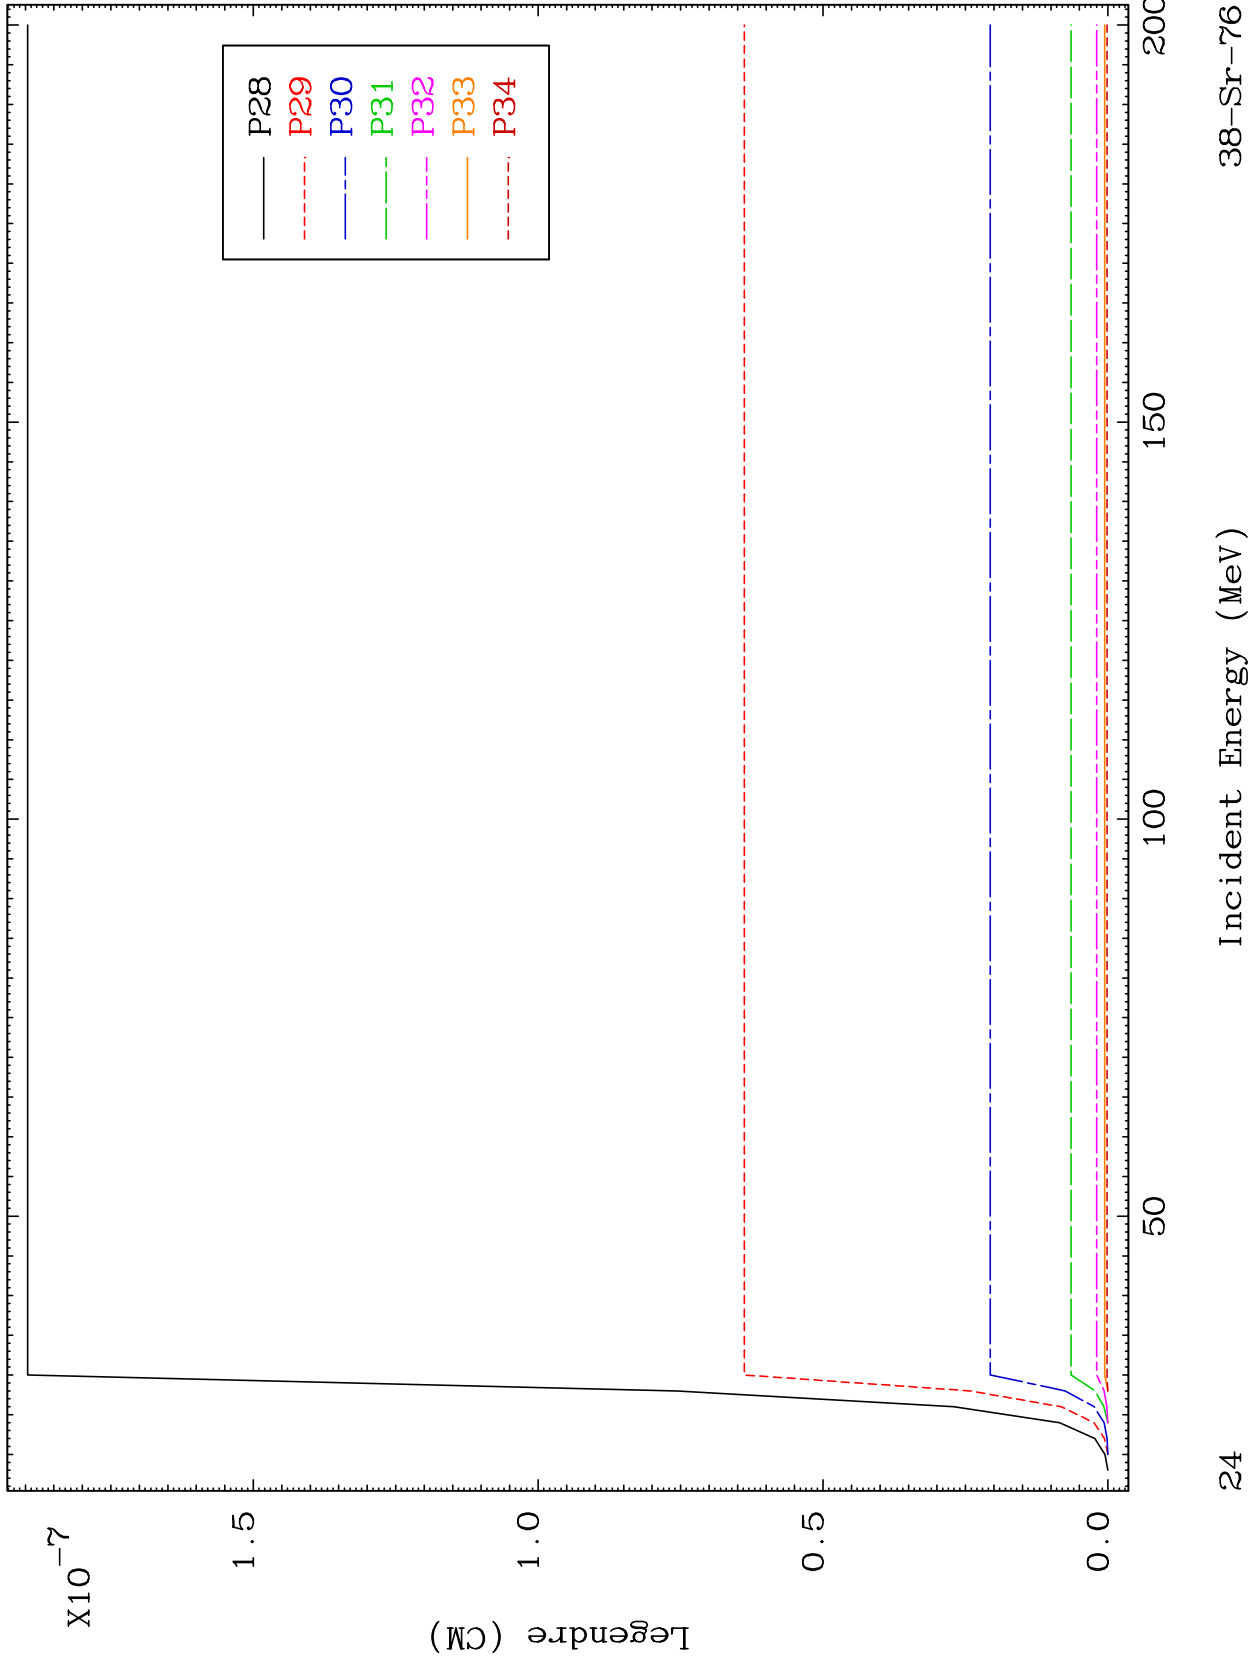 X10-7
1.5
1.0
0.5
0.0
Legendre (CM)
P28
P29
P30
P31
P32
P33
P34
50
100
150
200
Incident Energy (MeV)
24
38-Sr-76